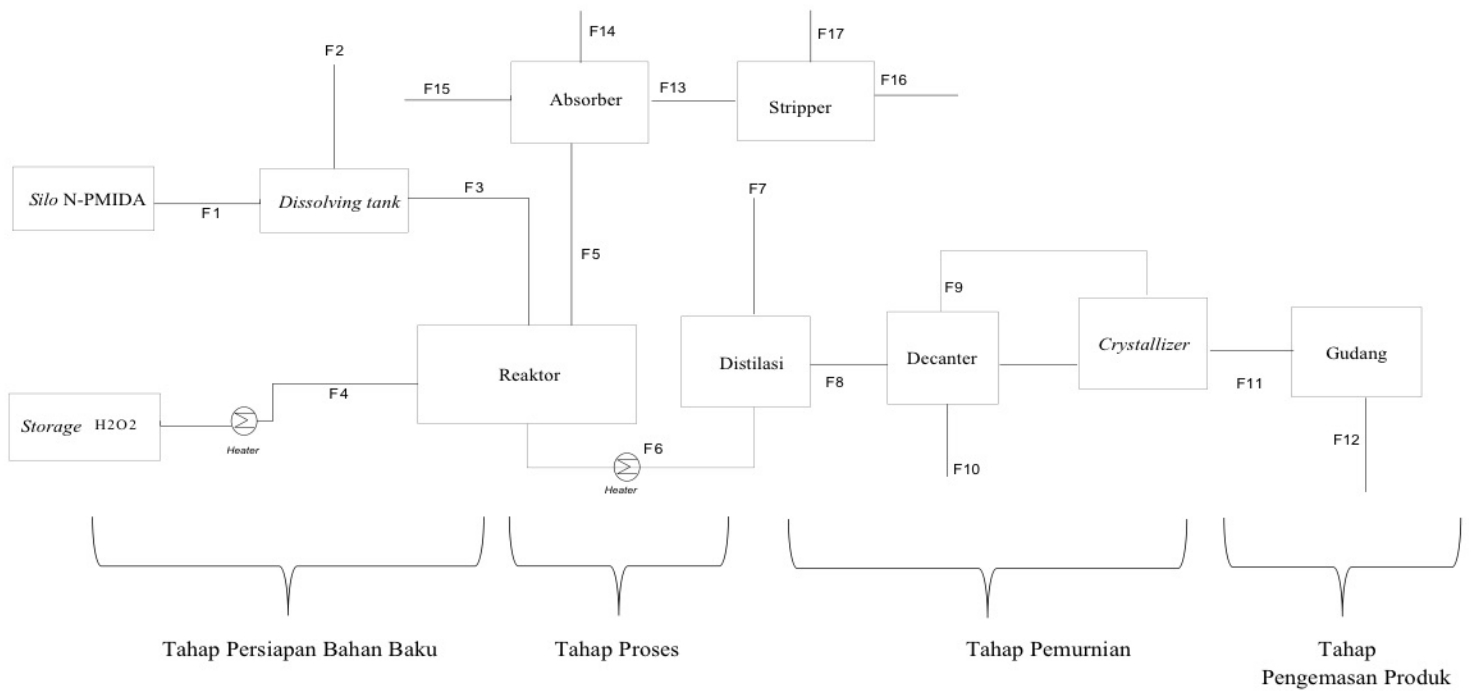 F14
F17
F2
F15
Absorber
F13
Stripper
F16
Silo N-PMIDA
F1
Dissolving tank
F3
F5
F7
Storage H2O2
Heater
F4
Reaktor
F6
Heater
Distilasi
F8
F9
Decanter
F10
Crystallizer
F11
Gudang
F12
Tahap Persiapan Bahan Baku
Tahap Proses
Tahap Pemurnian
Tahap
Pengemasan Produk